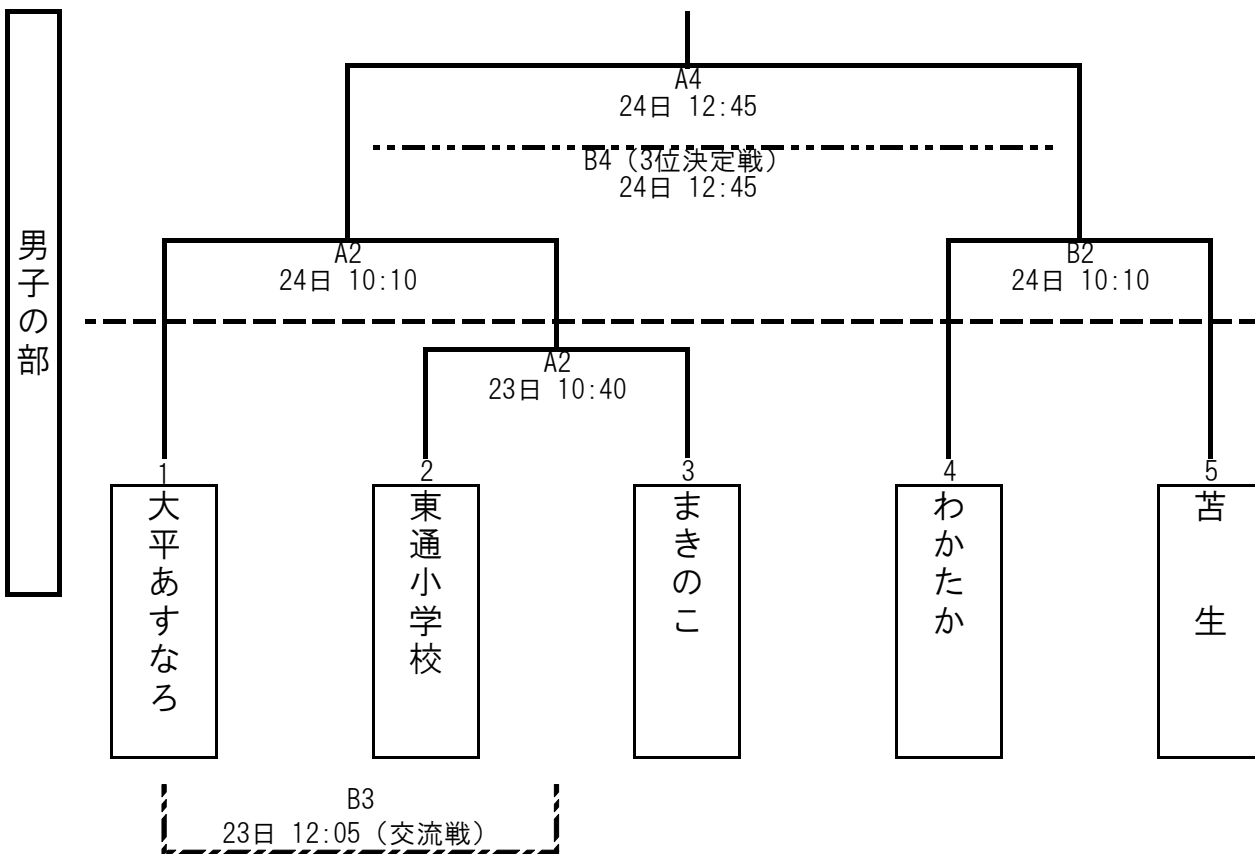 男子の部
A4
24日 12:45
B4（3位決定戦）
24日 12:45
A2
24日 10:10
B2
24日 10:10
A2
23日 10:40
1
大平あすなろ
2
東通小学校
3
まきのこ
4
わかたか
5
苫　生
B3
23日 12:05（交流戦）